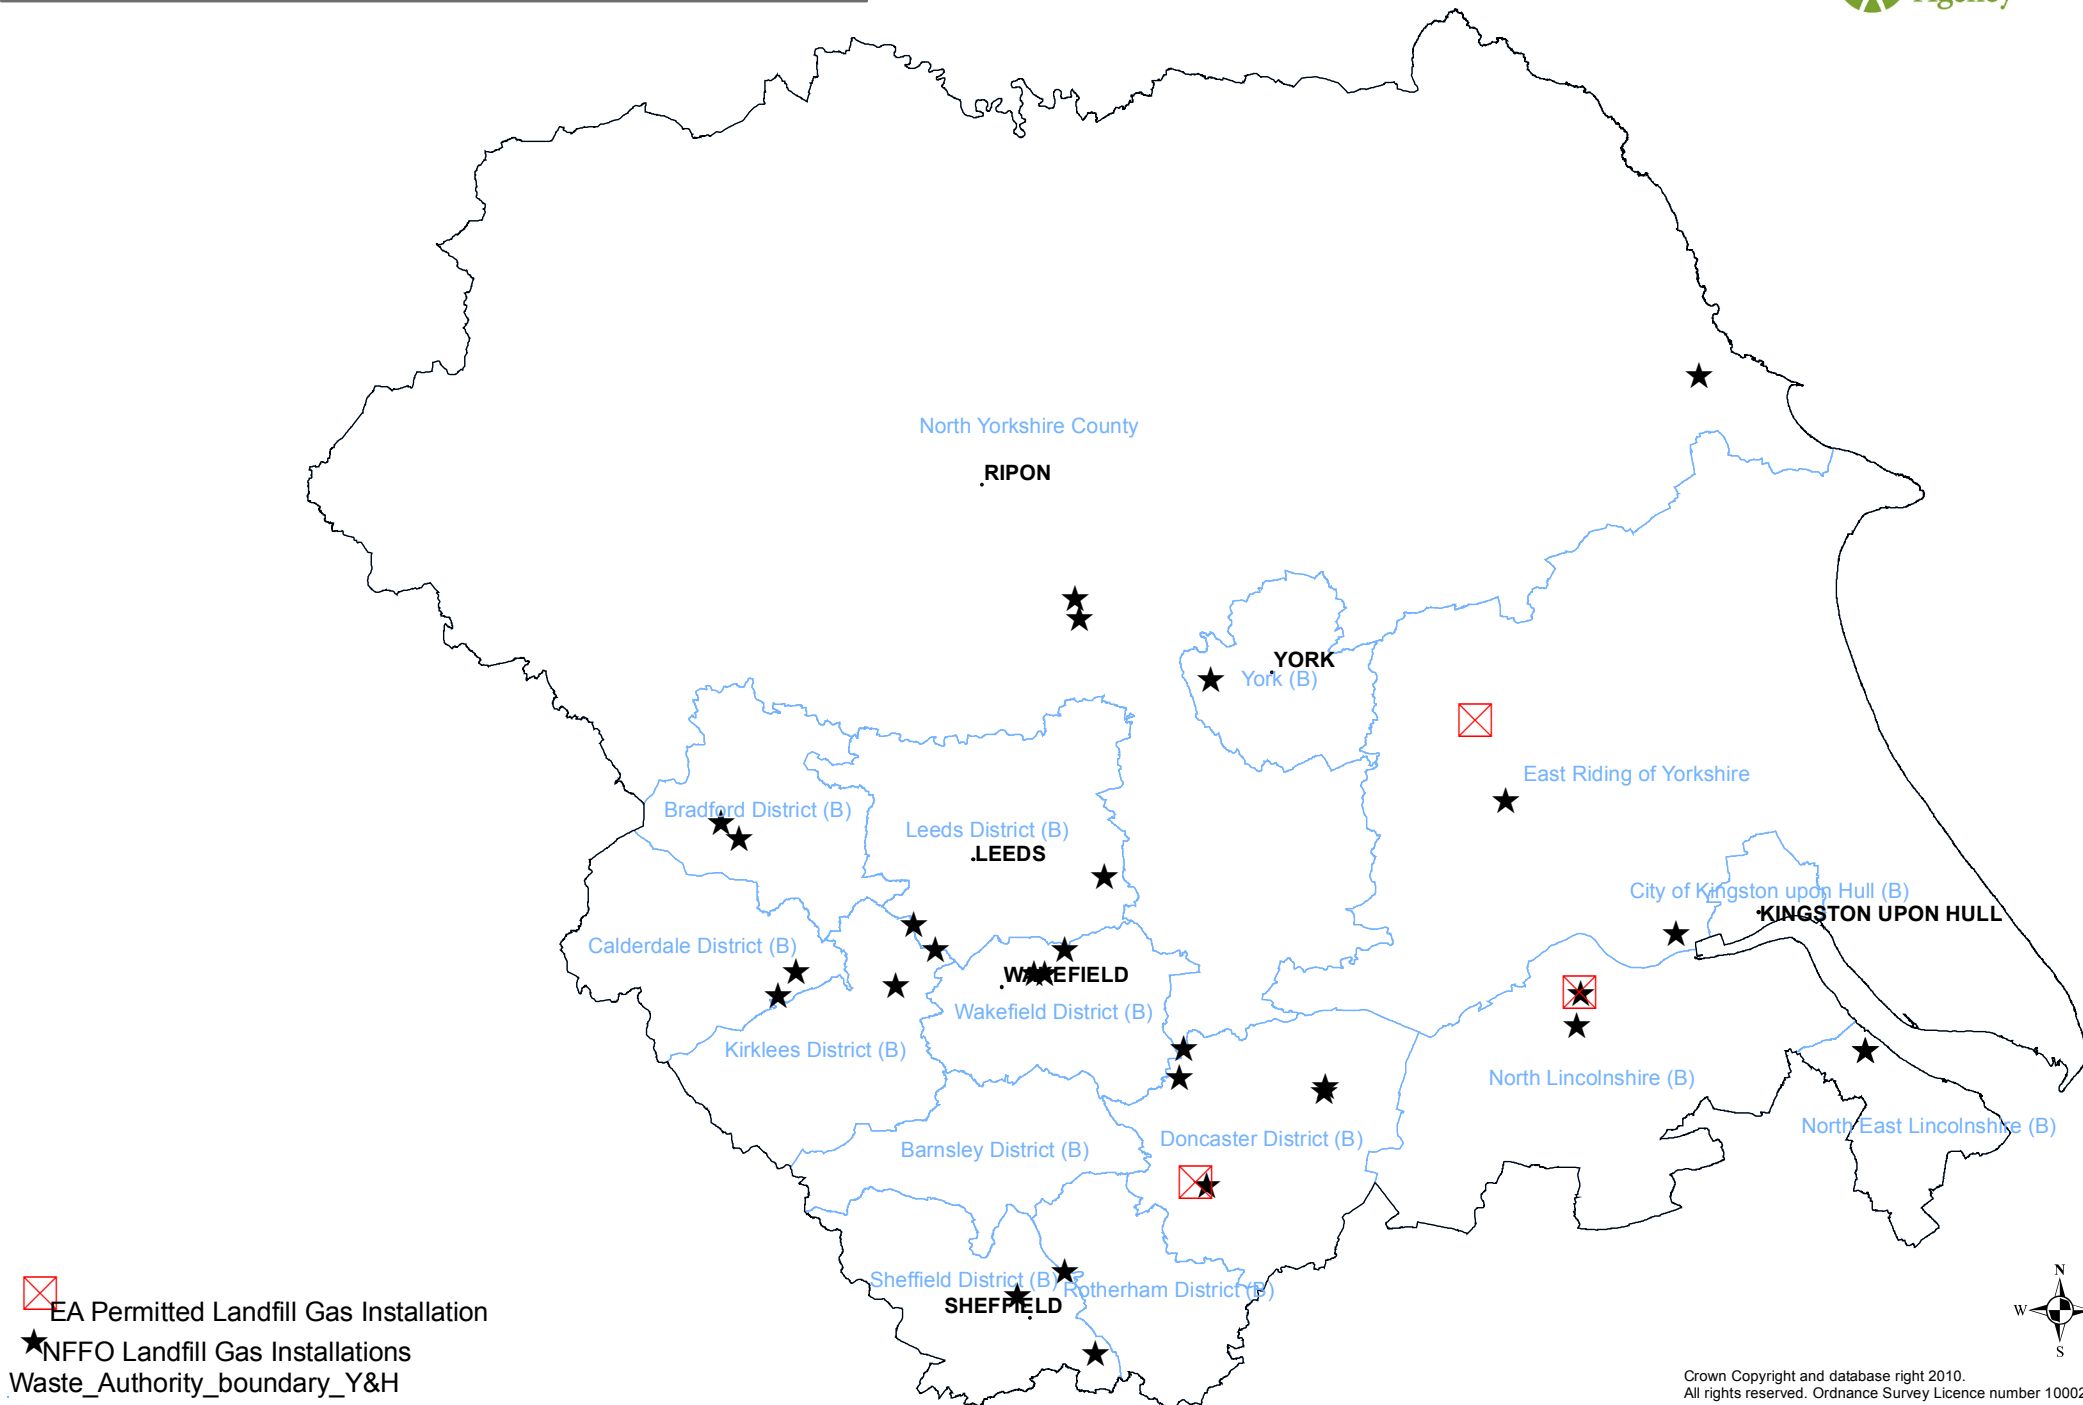 Agency
North Yorkshire County
RIPON
YORK
York (B)
East Riding of Yorkshire
Bradford District (B)
Leeds District (B)
LEEDS
City of Kingston upon Hull (B)
KINGSTON UPON HULL
Calderdale District (B)
WAKEFIELD
Wakefield District (B)
Kirklees District (B)
North Lincolnshire (B)
North East Lincolnshire (B)
Doncaster District (B)
Barnsley District (B)
Sheffield District (B)
Rotherham District (B)
SHEFFIELD
EA Permitted Landfill Gas Installation
NFFO Landfill Gas Installations
Waste_Authority_boundary_Y&H
N
W
S
Crown Copyright and database right 2010.
All rights reserved. Ordnance Survey Licence number 10002